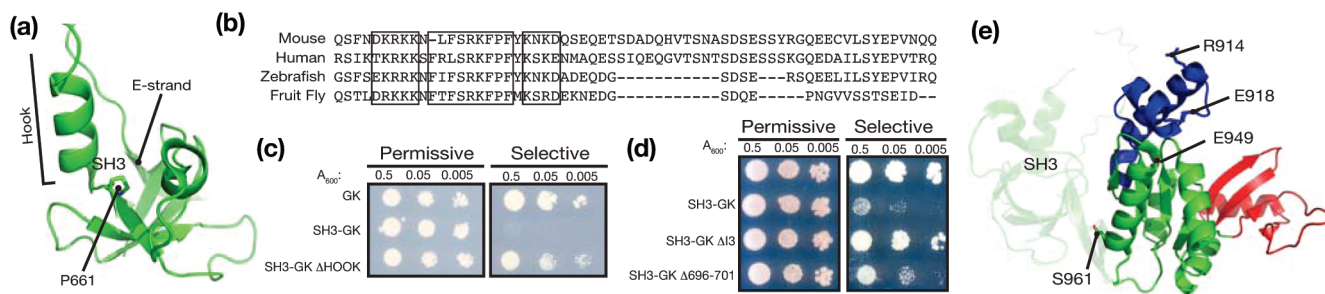 (a)
Hook
E-strand
SH3
P661
(b)
Mouse QSFNDKRKKN-LFSRKFPFYKNKDQSEQETSDADQHVTSNASDSESSYRGQEECVLSYEPVNQQ
Human RSIKTKRKKSFRLSRKFPFYKSKENMAQESSIQEQGVTSNTSDSESSSKGQEDAILSYEPVTRQ
Zebrafish GSFSEKRRKNFIFSRKFPFYKNKDADEQDG------------SDSE---RSQEELILSYEPVIRQ
Fruit Fly QSTLDRKKKNFTFSRKFPFMKSRDEKNEDG------------SDQE-----PNGVVSSTSEID--
(c)
Permissive Selective
A600: 0.5 0.05 0.005 0.5 0.05 0.005
GK
SH3-GK
SH3-GK ΔHOOK
(d)
Permissive Selective
A600: 0.5 0.05 0.005 0.5 0.05 0.005
SH3-GK
SH3-GK ΔI3
SH3-GK Δ696-701
(e)
R914
E918
E949
SH3
S961